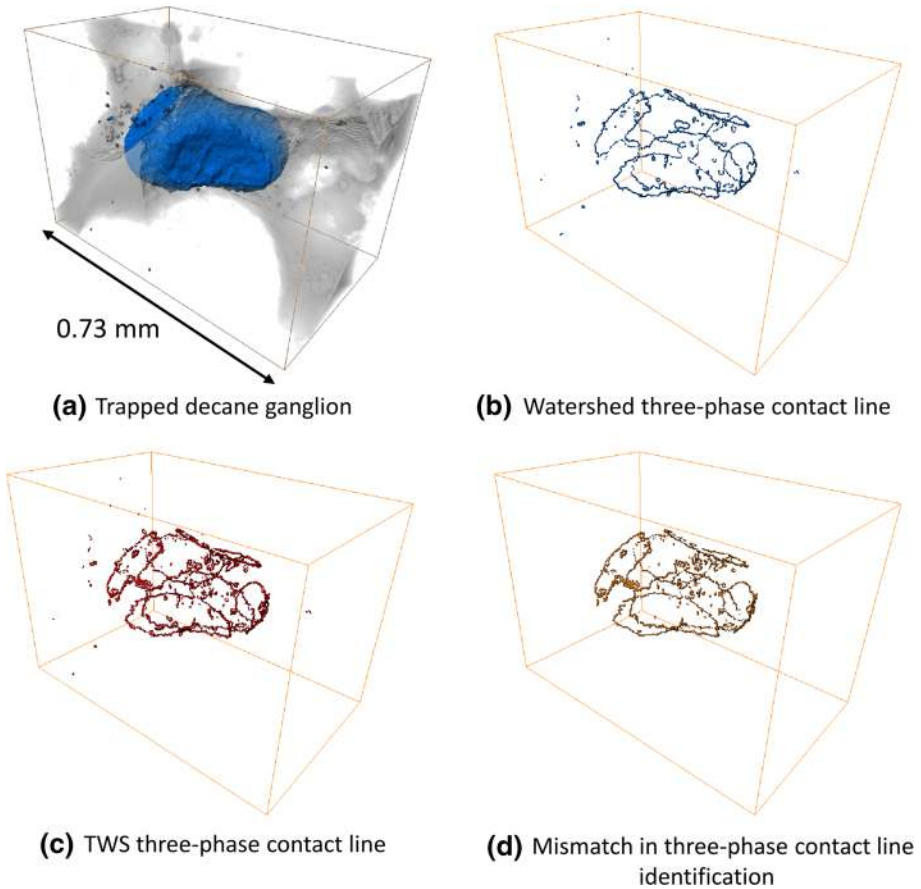 0.73 mm
(a) Trapped decane ganglion
(b) Watershed three-phase contact line
(c) TWS three-phase contact line
(d) Mismatch in three-phase contact line
identification